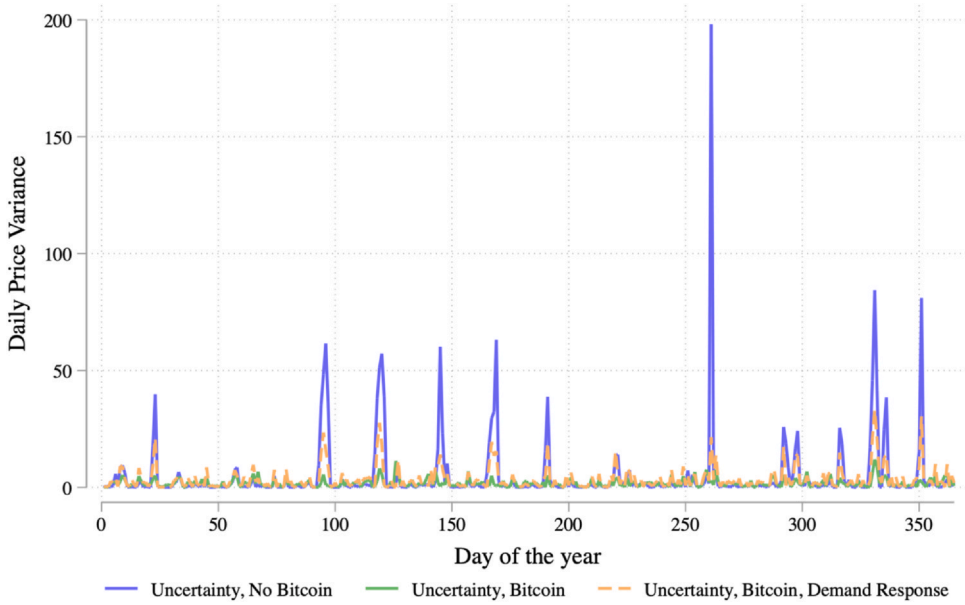 200
150
100
50
0
Daily Price Variance
0 50 100 150 200 250 300 350
Day of the year
Uncertainty, No Bitcoin Uncertainty, Bitcoin Uncertainty, Bitcoin, Demand Response